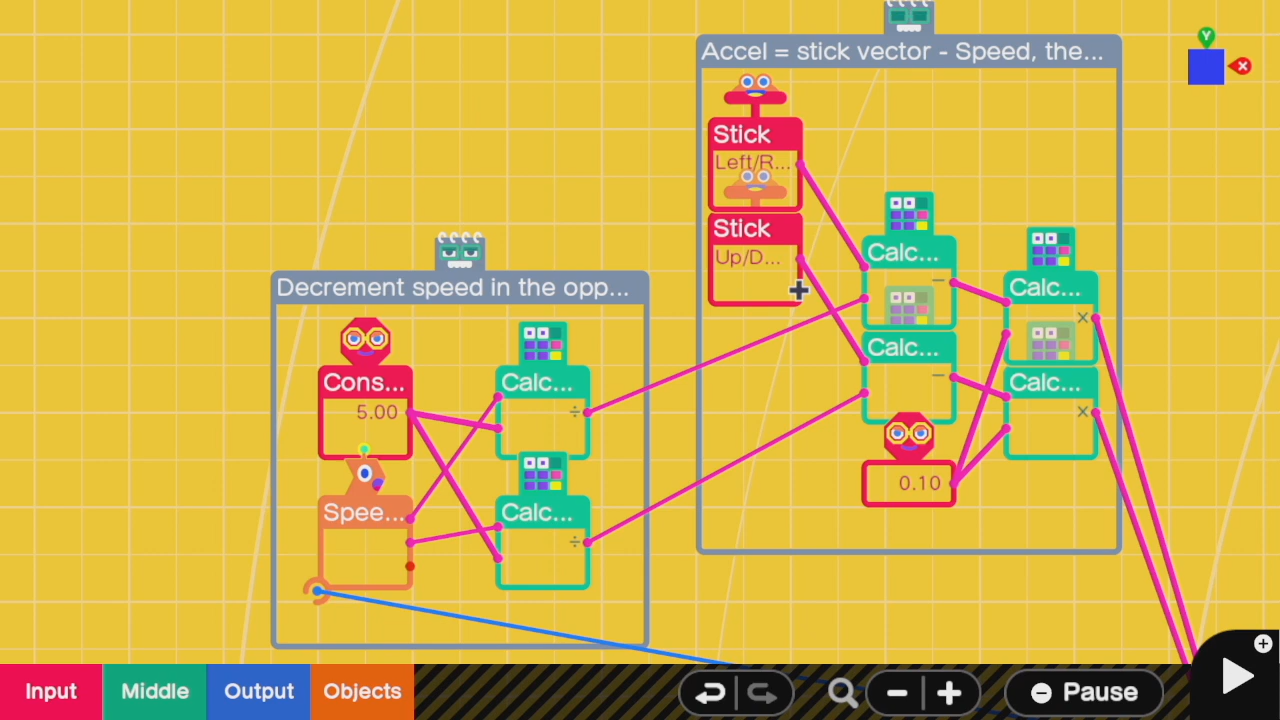 Accel = stick vector - Speed, the...
Y
X
Stick
Left/R...
Stick
Up/D...
Calc...
−
Calc...
×
Calc...
−
Calc...
×
0.10
Decrement speed in the opp...
Cons...
5.00
Calc...
÷
Spee...
Calc...
÷
Input
Middle
Output
Objects
Pause